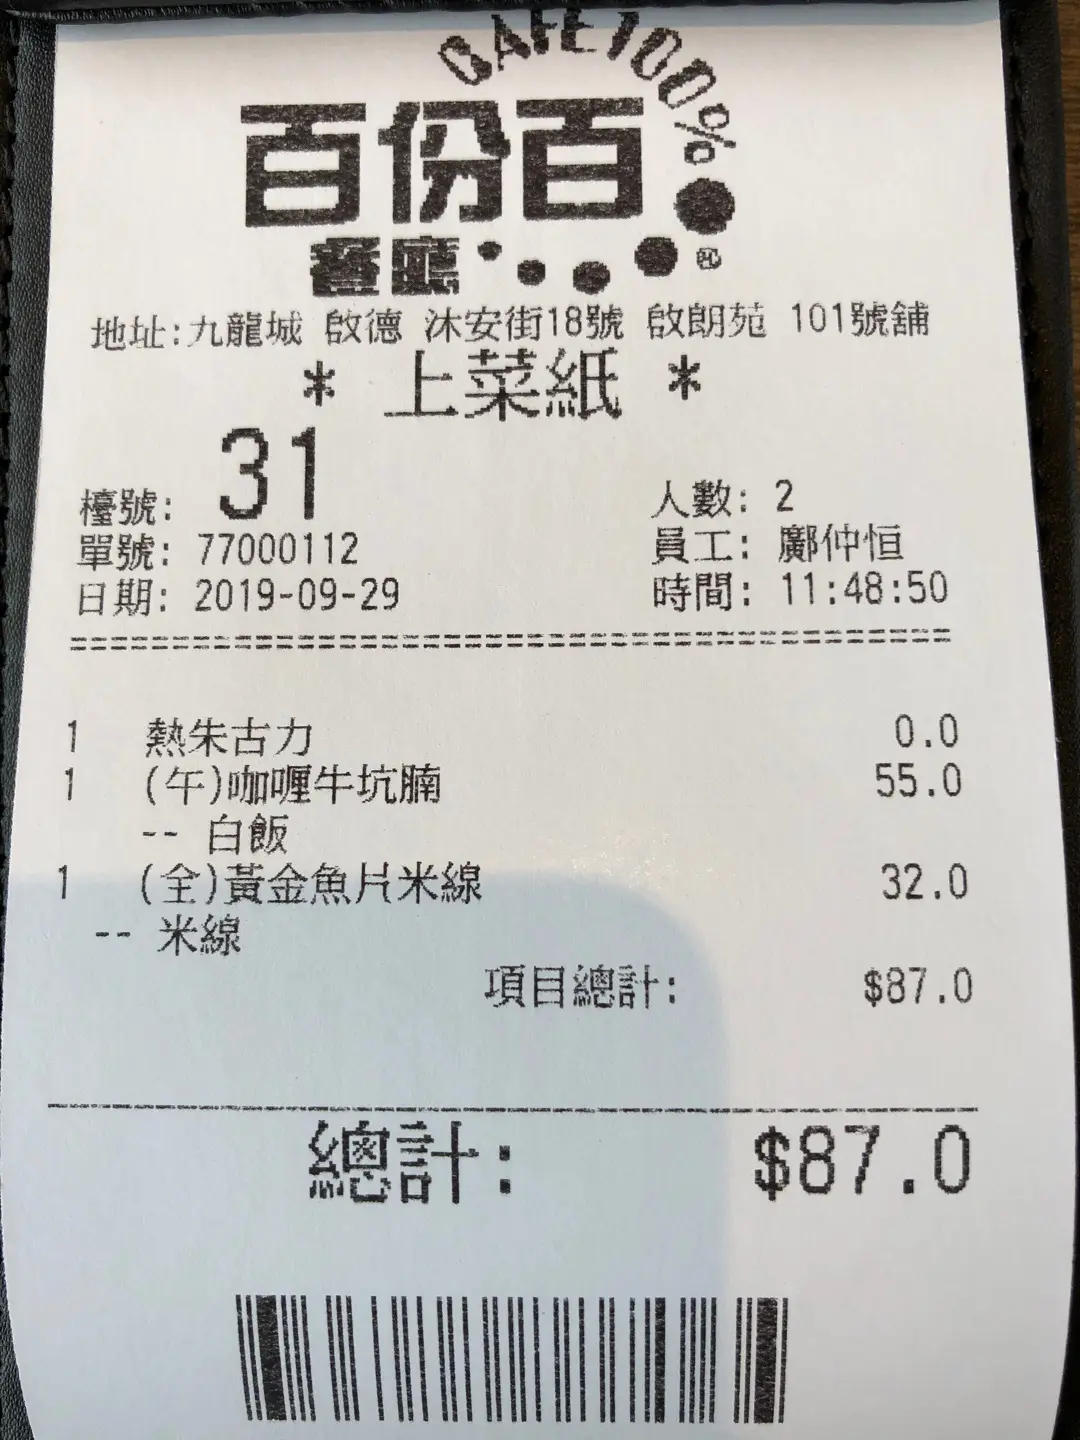 CAFE100%
百份百
餐廳
地址:九龍城 啟德 沐安街18號 啟朗苑 101號舖
* 上菜紙 *
檯號: 31 人數: 2
單號: 77000112 員工: 鄺仲恒
日期: 2019-09-29 時間: 11:48:50
1 熱朱古力 0.0
1 (午)咖喱牛坑腩 55.0
-- 白飯
1 (全)黃金魚片米線 32.0
-- 米線
項目總計: $87.0
總計: $87.0